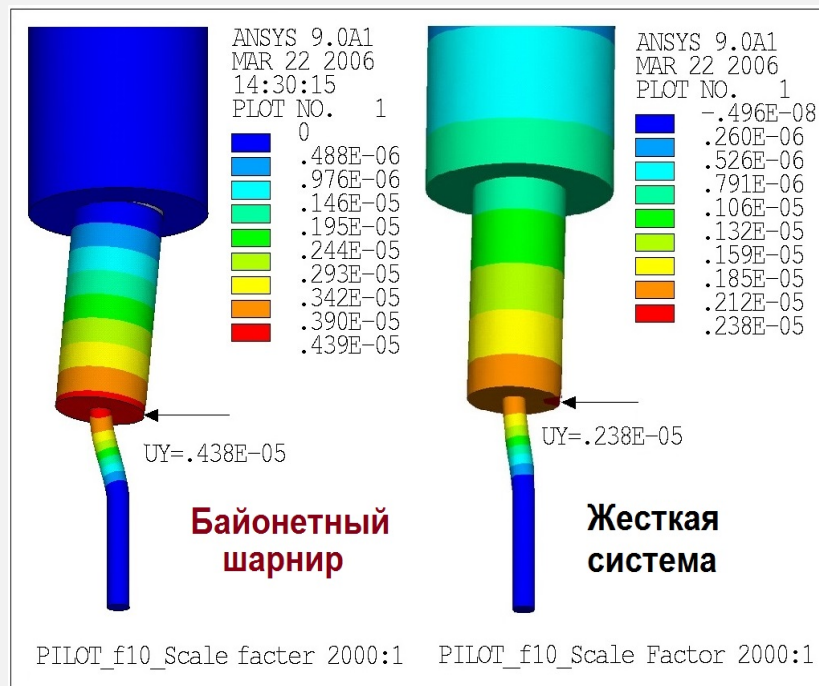 ANSYS 9.0A1
MAR 22 2006
14:30:15
PLOT NO. 1
0
.488E-06
.976E-06
.146E-05
.195E-05
.244E-05
.293E-05
.342E-05
.390E-05
.439E-05
UY=.438E-05
Байонетный
шарнир
PILOT_f10_Scale facter 2000:1
ANSYS 9.0A1
MAR 22 2006
PLOT NO. 1
-.496E-08
.260E-06
.526E-06
.791E-06
.106E-05
.132E-05
.159E-05
.185E-05
.212E-05
.238E-05
UY=.238E-05
Жесткая
система
PILOT_f10_Scale Factor 2000:1